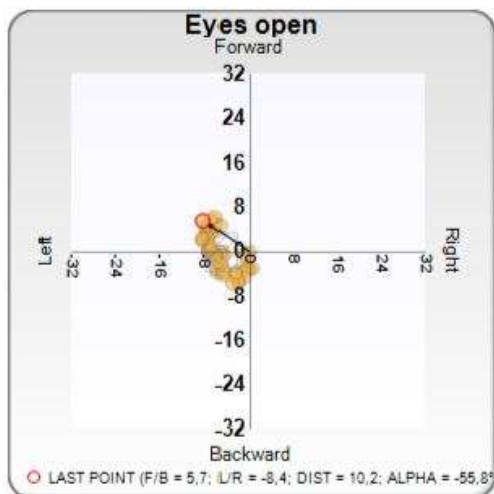 Eyes open
Forward
32
24
16
8
0
-8
-16
-24
-32
Left
-32 -24 -16 -8 0 8 16 24 32
Right
Backward
LAST POINT (F/B = 5,7; L/R = -8,4; DIST = 10,2; ALPHA = -55,8°